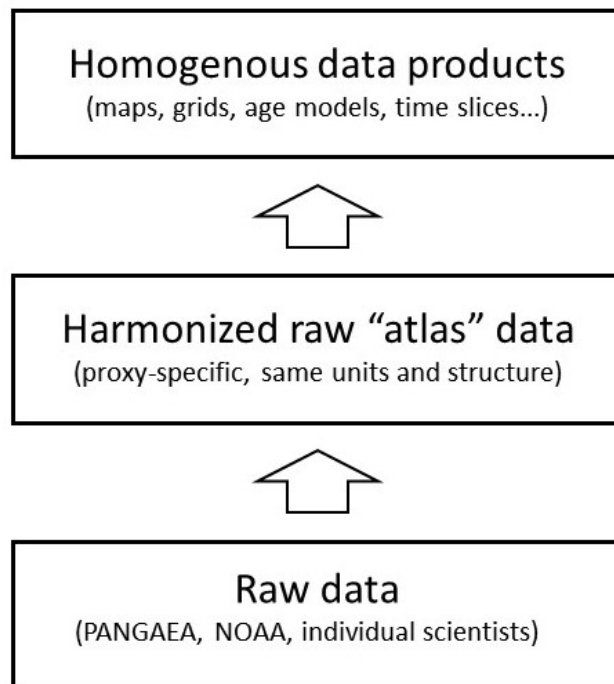 Homogenous data products
(maps, grids, age models, time slices...)
Harmonized raw “atlas” data
(proxy-specific, same units and structure)
Raw data
(PANGAEA, NOAA, individual scientists)